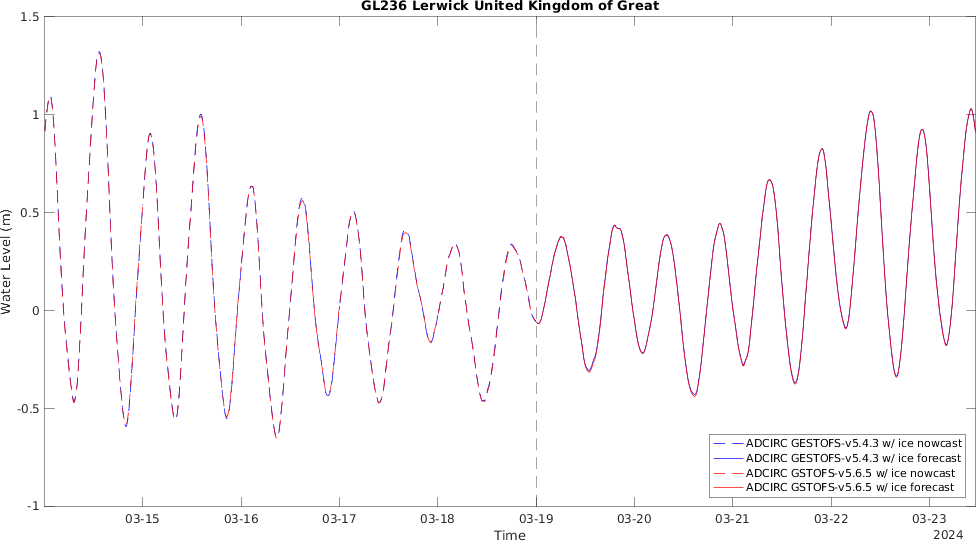 GL236 Lerwick United Kingdom of Great
1.5
1
0.5
0
-0.5
-1
Water Level (m)
ADCIRC GESTOFS-v5.4.3 w/ ice nowcast
ADCIRC GESTOFS-v5.4.3 w/ ice forecast
ADCIRC GSTOFS-v5.6.5 w/ ice nowcast
ADCIRC GSTOFS-v5.6.5 w/ ice forecast
03-15 03-16 03-17 03-18 03-19 03-20 03-21 03-22 03-23
Time
2024